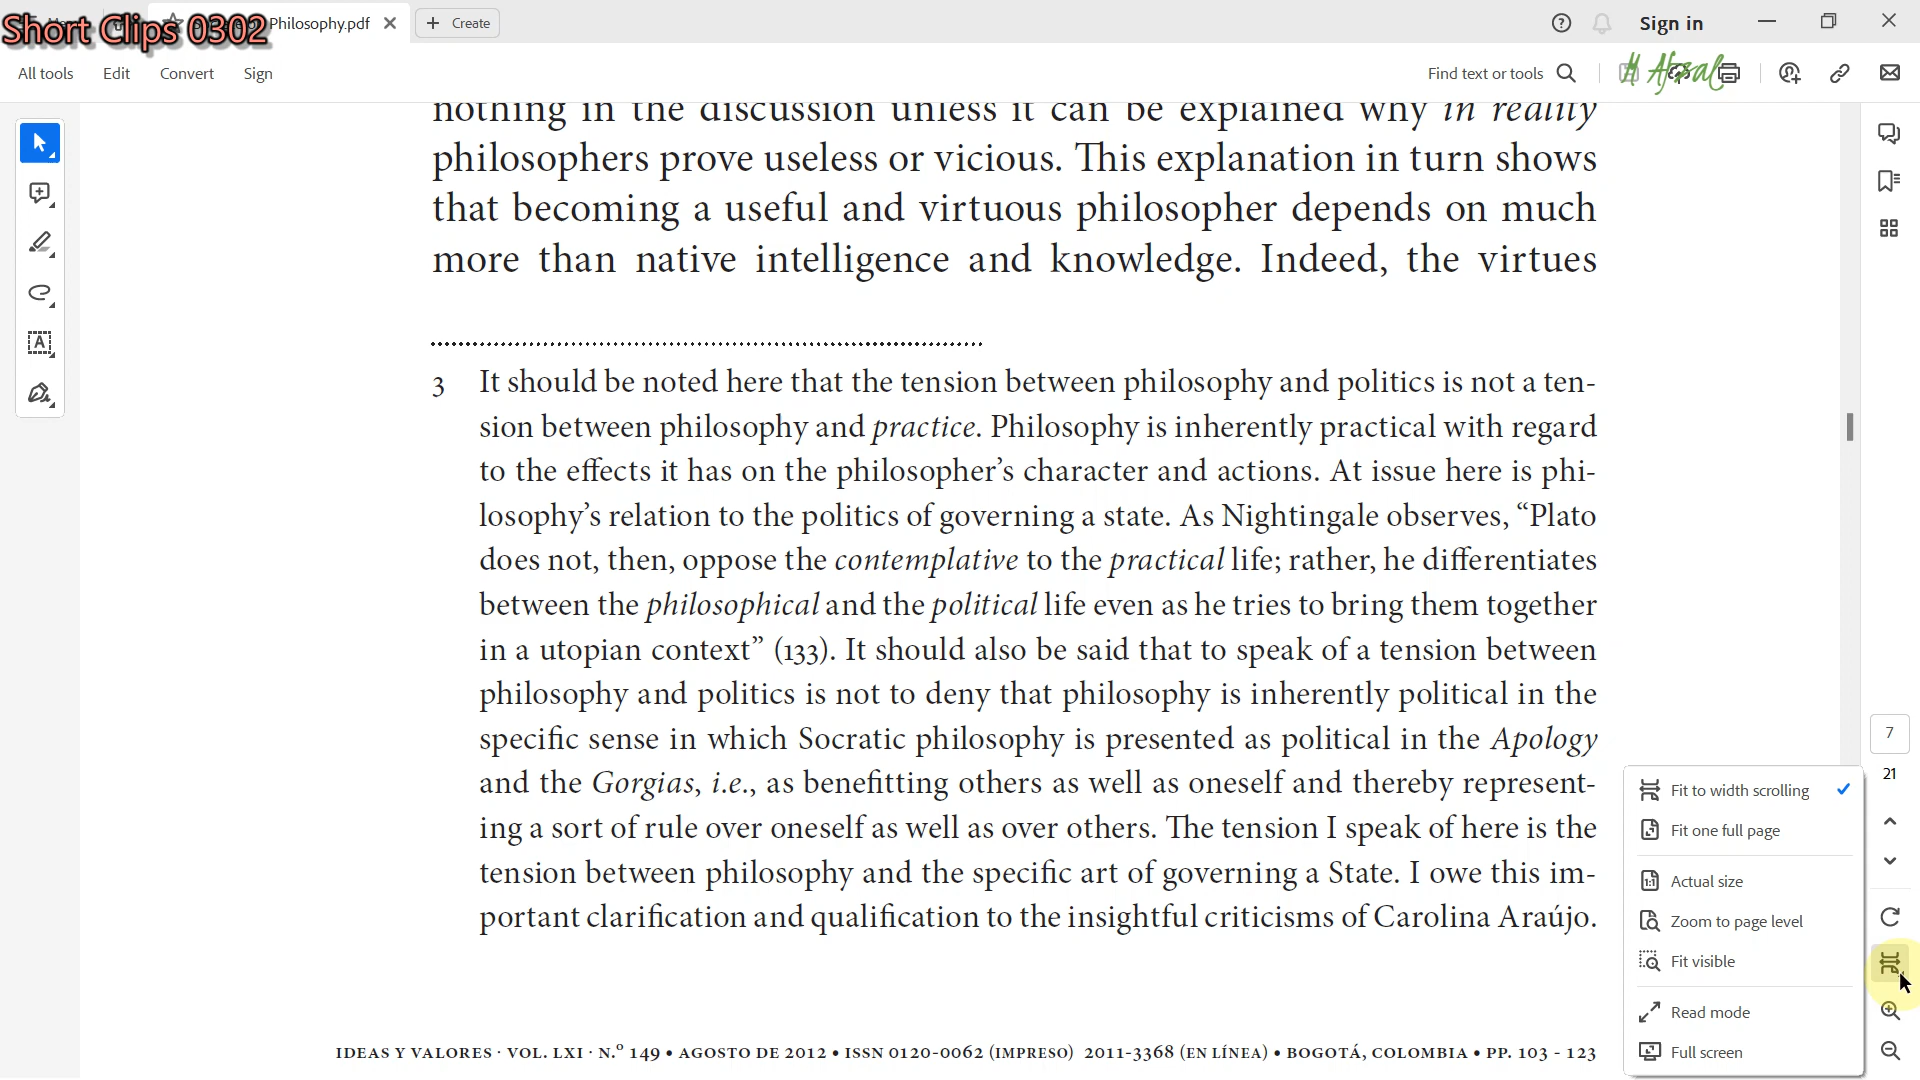 Short Clips 0302
Philosophy.pdf
Create
Sign in
All tools
Edit
Convert
Sign
Find text or tools
M Afzal
nothing in the discussion unless it can be explained why in reality
philosophers prove useless or vicious. This explanation in turn shows
that becoming a useful and virtuous philosopher depends on much
more than native intelligence and knowledge. Indeed, the virtues
3 It should be noted here that the tension between philosophy and politics is not a ten-
sion between philosophy and practice. Philosophy is inherently practical with regard
to the effects it has on the philosopher’s character and actions. At issue here is phi-
losophy’s relation to the politics of governing a state. As Nightingale observes, “Plato
does not, then, oppose the contemplative to the practical life; rather, he differentiates
between the philosophical and the political life even as he tries to bring them together
in a utopian context” (133). It should also be said that to speak of a tension between
philosophy and politics is not to deny that philosophy is inherently political in the
specific sense in which Socratic philosophy is presented as political in the Apology
and the Gorgias, i.e., as benefitting others as well as oneself and thereby represent-
ing a sort of rule over oneself as well as over others. The tension I speak of here is the
tension between philosophy and the specific art of governing a State. I owe this im-
portant clarification and qualification to the insightful criticisms of Carolina Araújo.
IDEAS Y VALORES · VOL. LXI · N.º 149 • AGOSTO DE 2012 • ISSN 0120-0062 (IMPRESO) 2011-3368 (EN LÍNEA) • BOGOTÁ, COLOMBIA • PP. 103 - 123
7
21
Fit to width scrolling
Fit one full page
Actual size
Zoom to page level
Fit visible
Read mode
Full screen